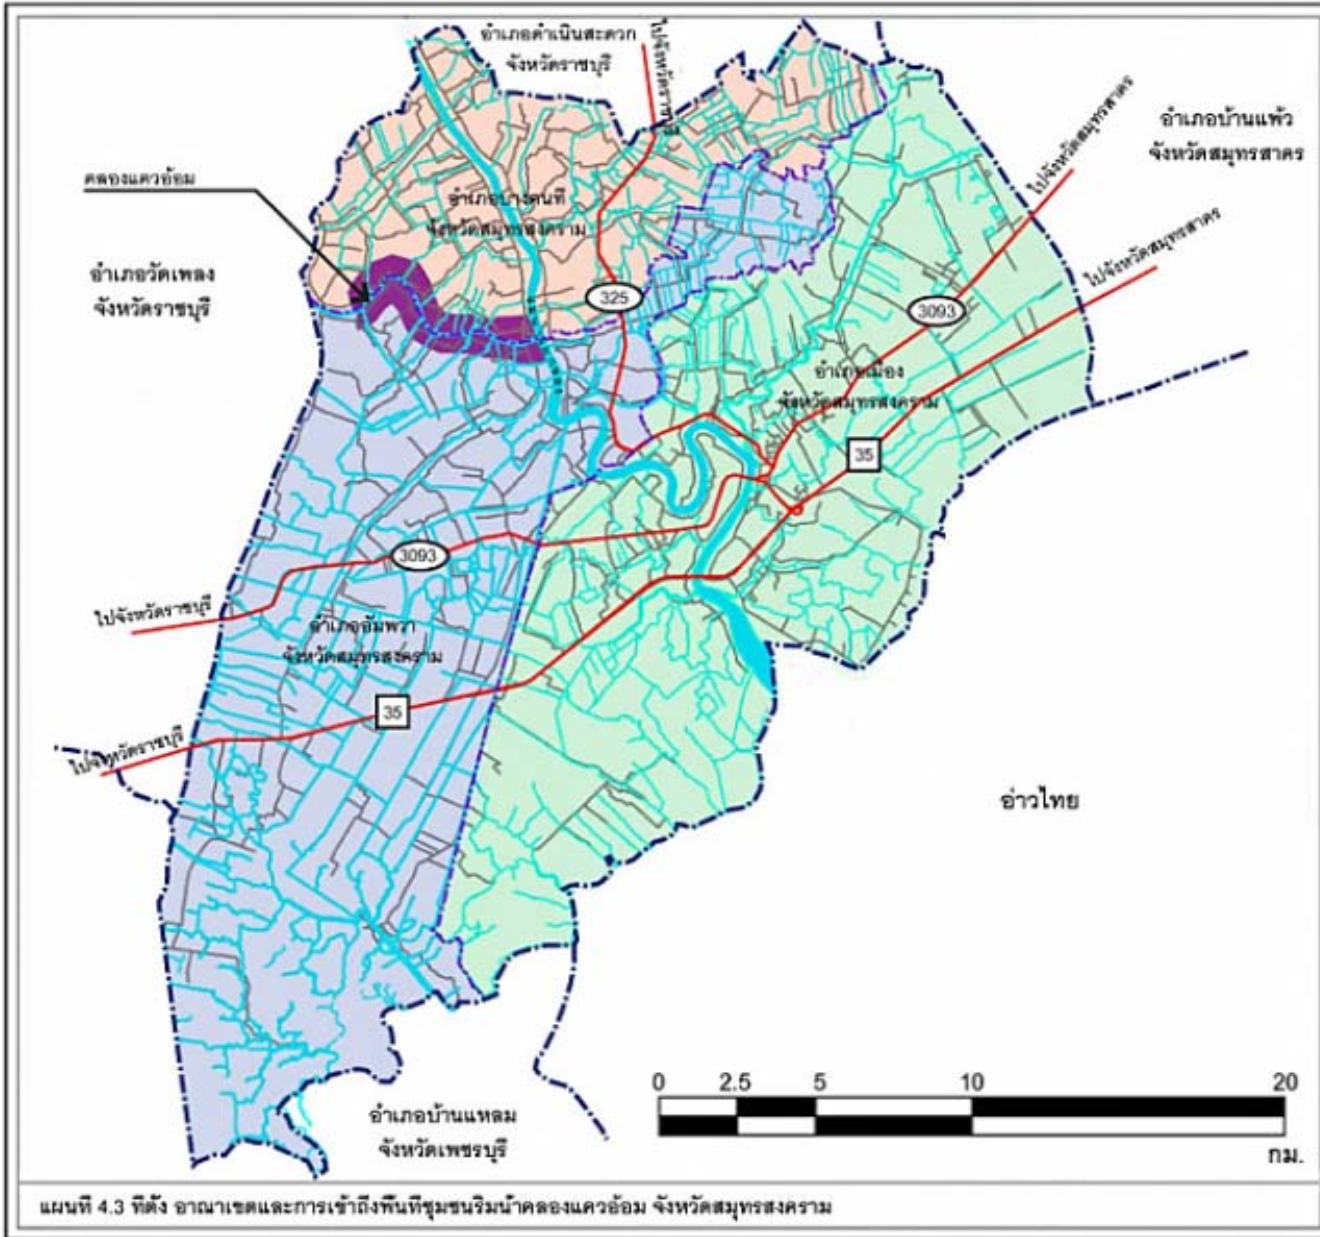 อำเภอดำเนินสะดวก
จังหวัดราชบุรี
ไปจังหวัดราชบุรี
อำเภอบ้านแพ้ว
จังหวัดสมุทรสาคร
ไปจังหวัดสมุทรสาคร
ไปจังหวัดสมุทรสาคร
คลองแควอ้อม
อำเภอบางคนที
จังหวัดสมุทรสงคราม
อำเภอวัดเพลง
จังหวัดราชบุรี
325
3093
อำเภอเมือง
จังหวัดสมุทรสงคราม
35
3093
ไปจังหวัดราชบุรี
อำเภออัมพวา
จังหวัดสมุทรสงคราม
35
ไปจังหวัดราชบุรี
อ่าวไทย
0 2.5 5 10 20
กม.
อำเภอบ้านแหลม
จังหวัดเพชรบุรี
แผนที่ 4.3 ที่ตั้ง อาณาเขตและการเข้าถึงพื้นที่ชุมชนริมน้ำคลองแควอ้อม จังหวัดสมุทรสงคราม